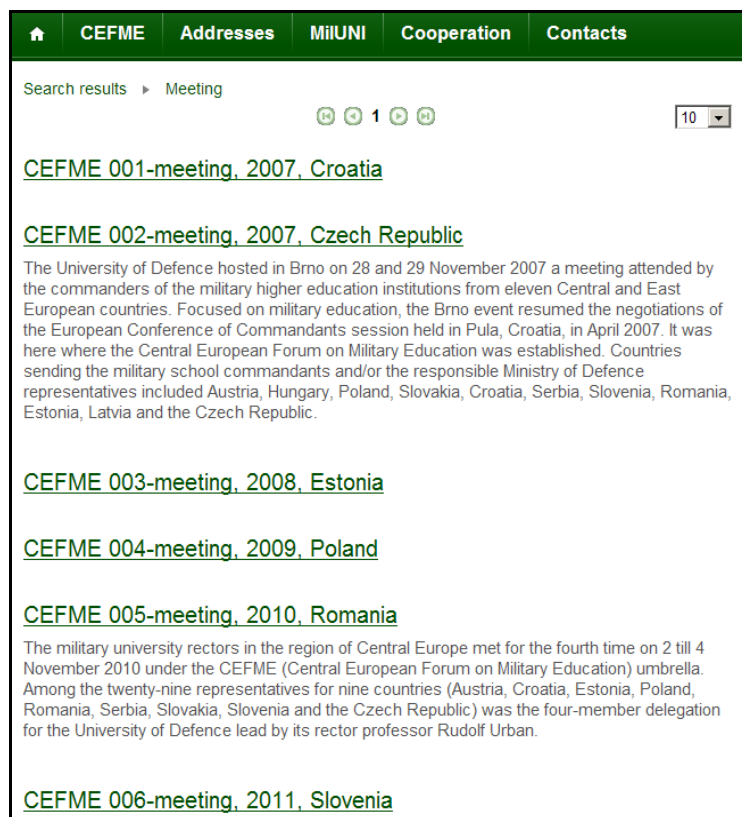 CEFME Addresses MilUNI Cooperation Contacts
Search results Meeting
1 10
CEFME 001-meeting, 2007, Croatia
CEFME 002-meeting, 2007, Czech Republic
The University of Defence hosted in Brno on 28 and 29 November 2007 a meeting attended by
the commanders of the military higher education institutions from eleven Central and East
European countries. Focused on military education, the Brno event resumed the negotiations of
the European Conference of Commandants session held in Pula, Croatia, in April 2007. It was
here where the Central European Forum on Military Education was established. Countries
sending the military school commandants and/or the responsible Ministry of Defence
representatives included Austria, Hungary, Poland, Slovakia, Croatia, Serbia, Slovenia, Romania,
Estonia, Latvia and the Czech Republic.
CEFME 003-meeting, 2008, Estonia
CEFME 004-meeting, 2009, Poland
CEFME 005-meeting, 2010, Romania
The military university rectors in the region of Central Europe met for the fourth time on 2 till 4
November 2010 under the CEFME (Central European Forum on Military Education) umbrella.
Among the twenty-nine representatives for nine countries (Austria, Croatia, Estonia, Poland,
Romania, Serbia, Slovakia, Slovenia and the Czech Republic) was the four-member delegation
for the University of Defence lead by its rector professor Rudolf Urban.
CEFME 006-meeting, 2011, Slovenia